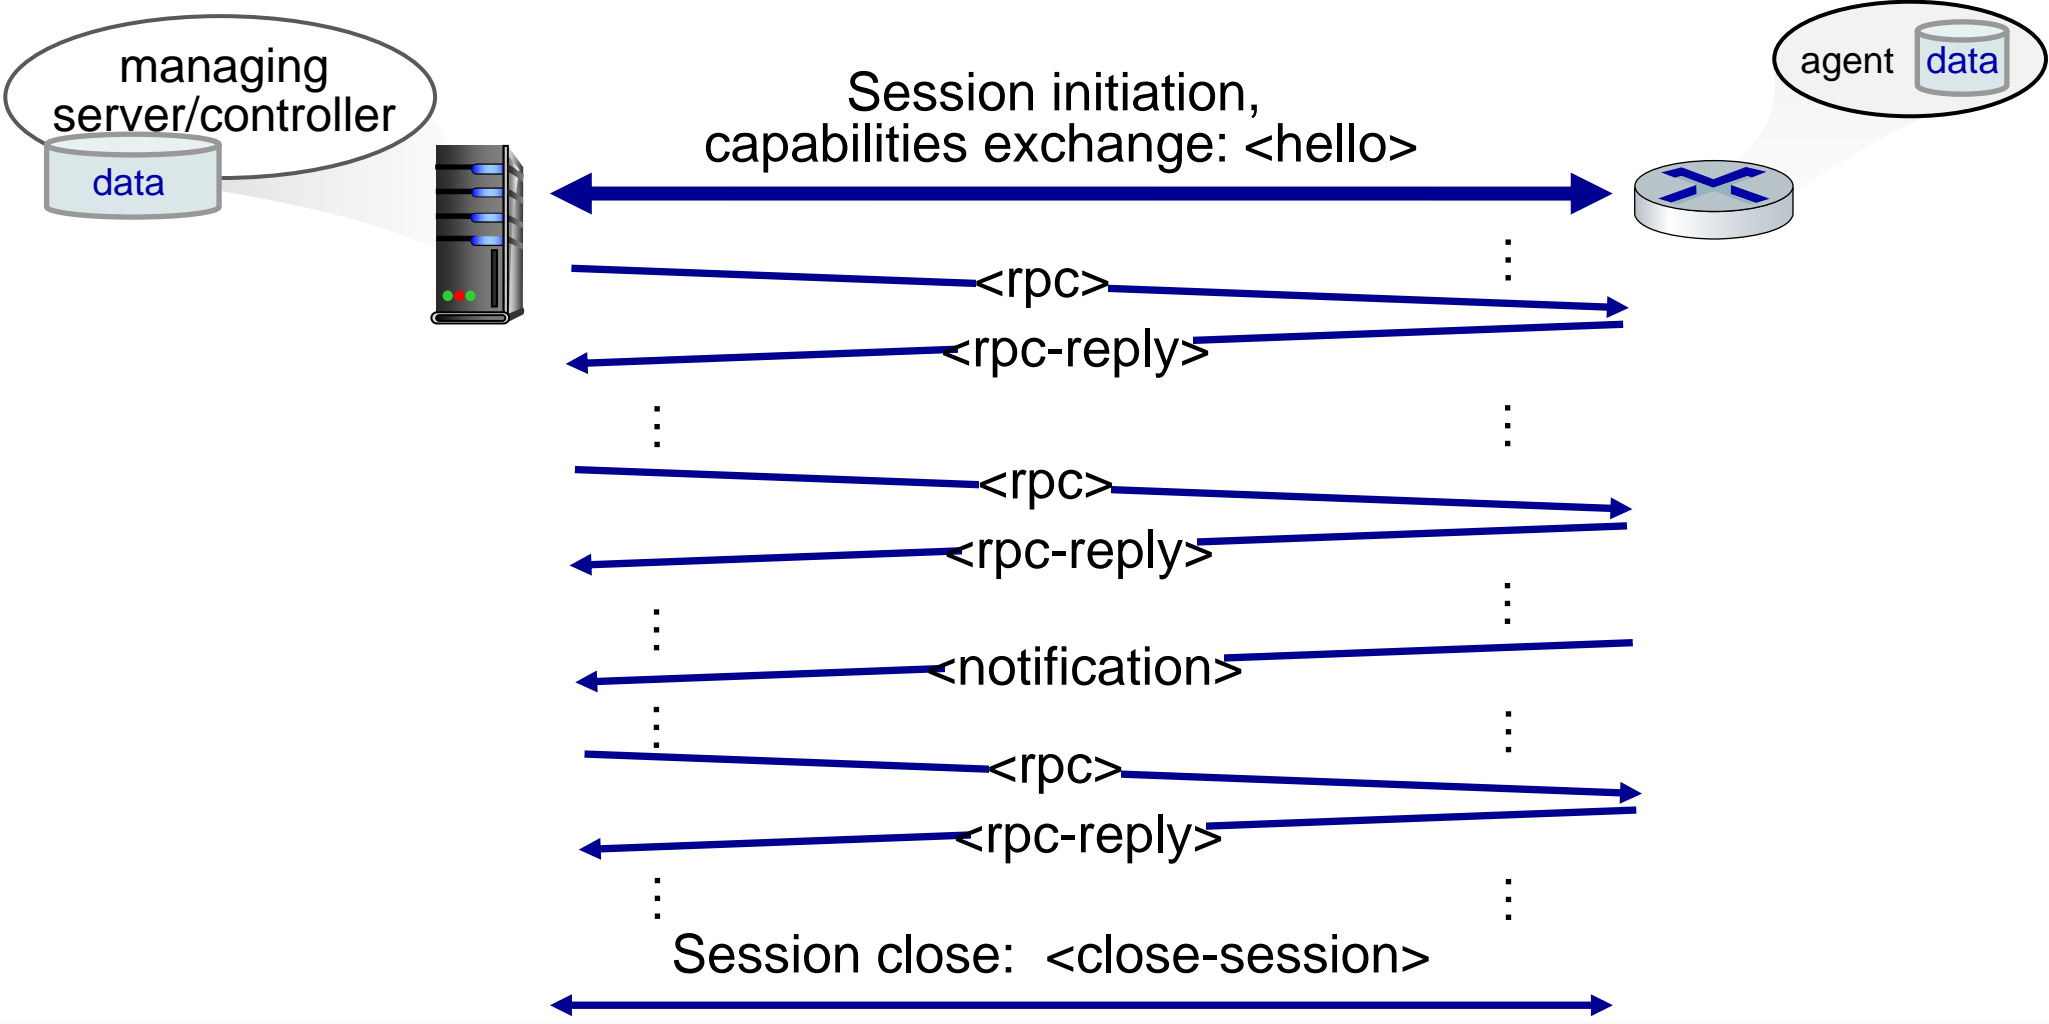 managing
server/controller
data
agent data
Session initiation,
capabilities exchange: <hello>
<rpc>
<rpc-reply>
<rpc>
<rpc-reply>
<notification>
<rpc>
<rpc-reply>
Session close: <close-session>